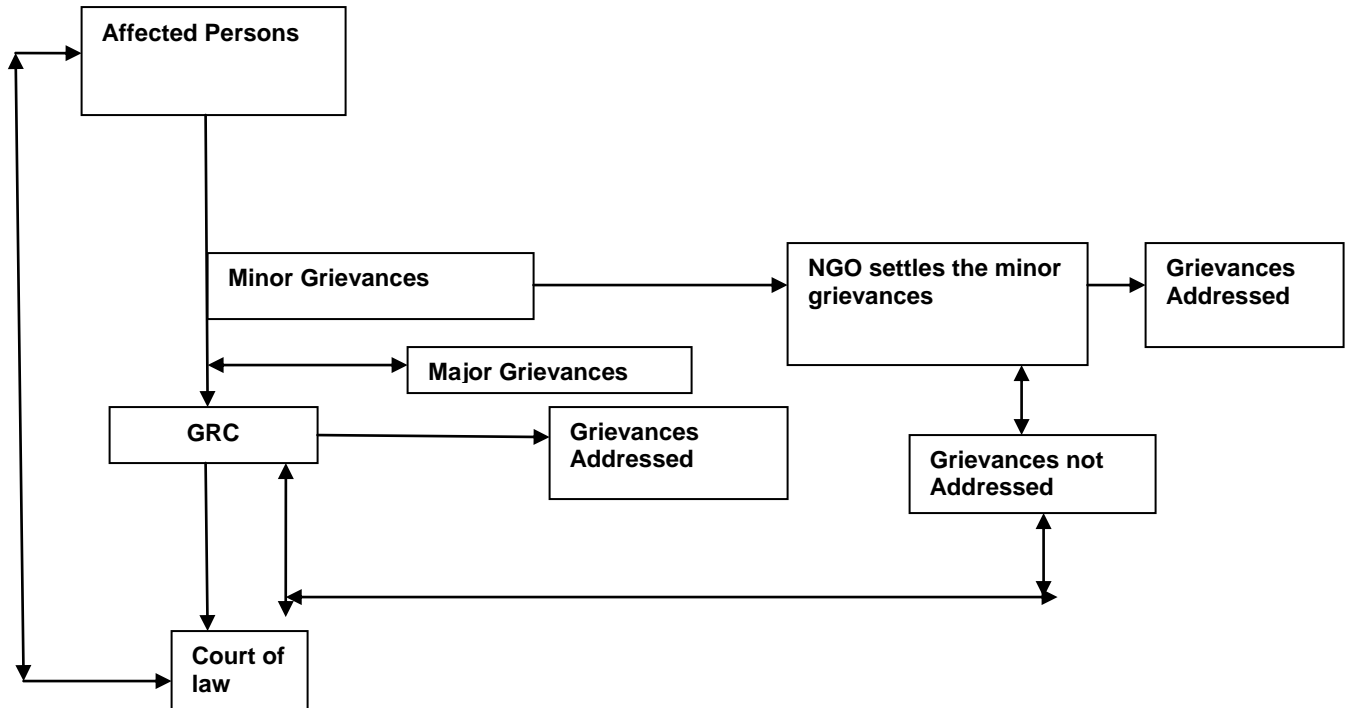 Affected Persons
Minor Grievances
NGO settles the minor
grievances
Grievances
Addressed
Major Grievances
GRC
Grievances
Addressed
Grievances not
Addressed
Court of
law